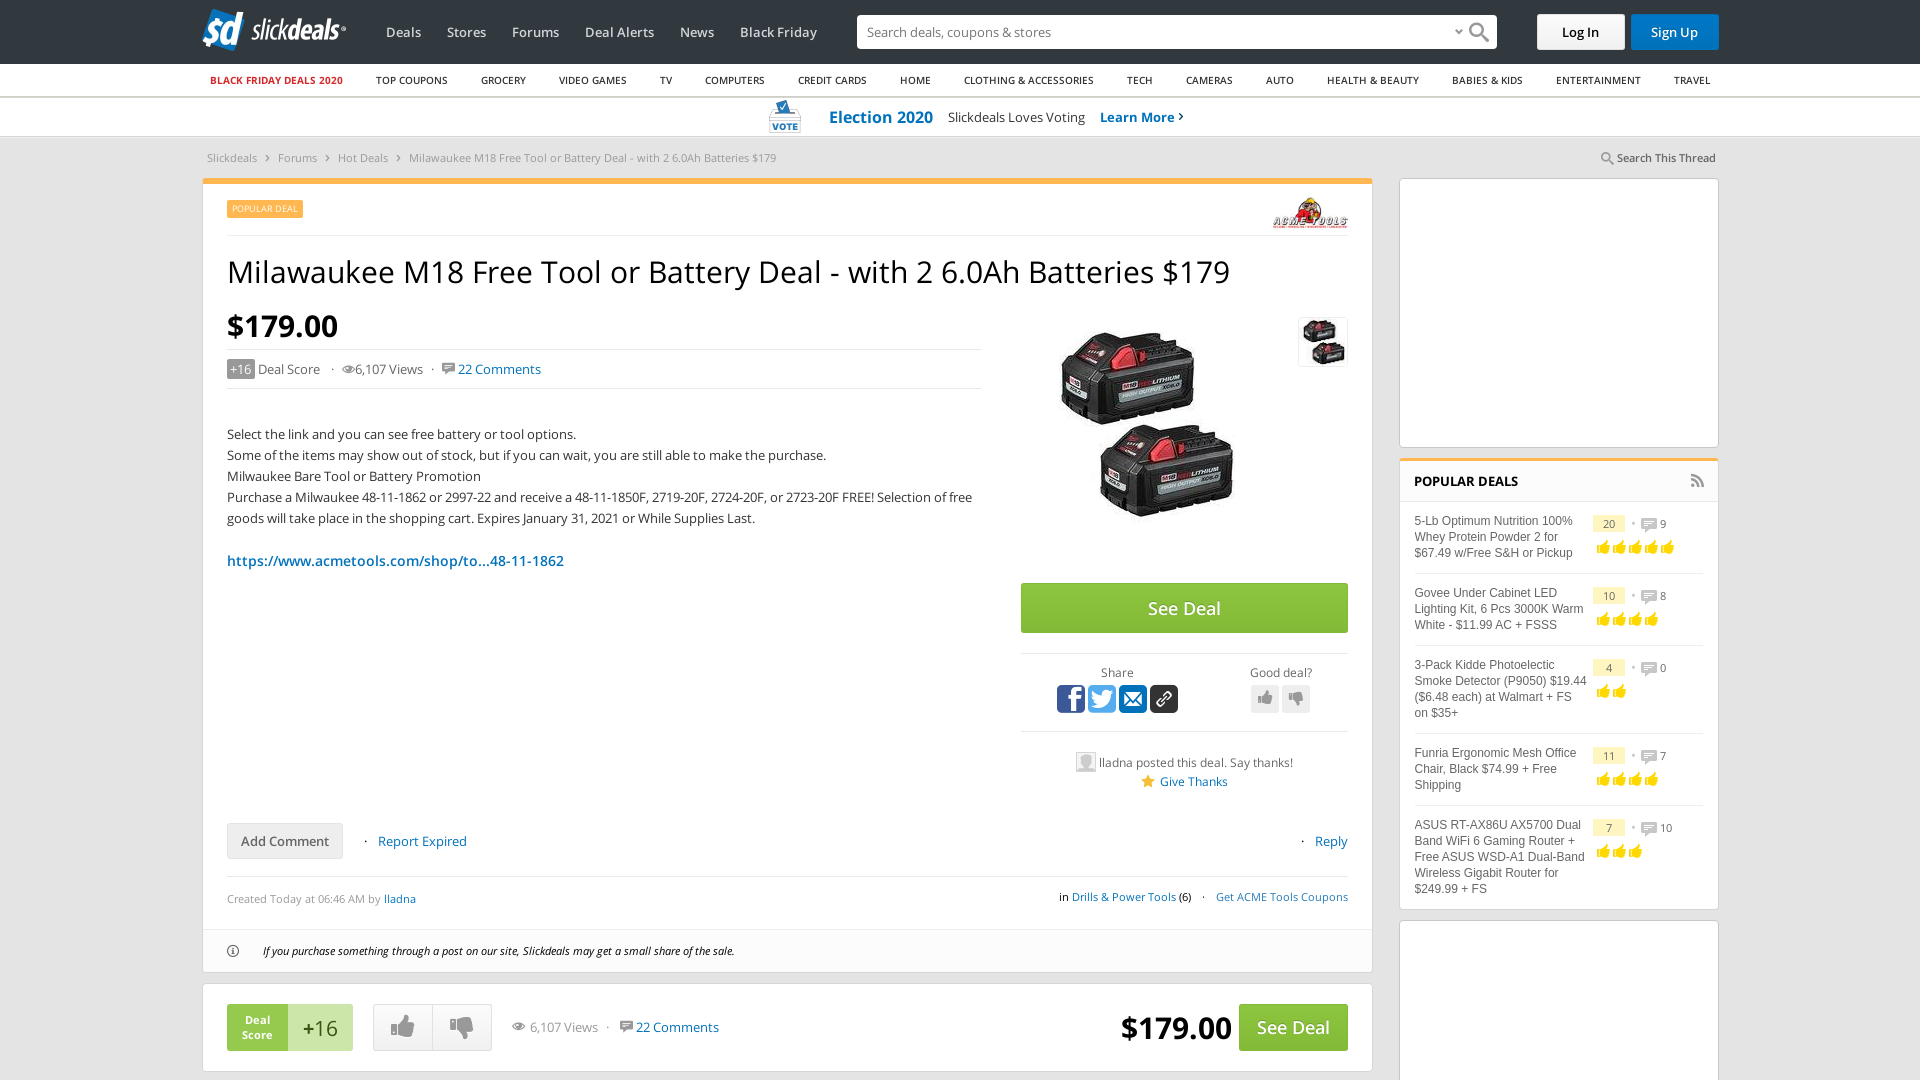 sd slickdeals
Deals Stores Forums Deal Alerts News Black Friday
Search deals, coupons & shopping
Log In Sign Up
BLACK FRIDAY DEALS 2020 TOP COUPONS GROCERY VIDEO GAMES TV COMPUTERS CREDIT CARDS HOME CLOTHING & ACCESSORIES TECH CAMERAS AUTO HEALTH & BEAUTY BABIES & KIDS ENTERTAINMENT TRAVEL
VOTE Election 2020 Slickdeals Loves Voting Learn More ›
Slickdeals › Forums › Hot Deals › Milawaukee M18 Free Tool or Battery Deal - with 2 6.0Ah Batteries $179
Search This Thread
POPULAR DEAL
ACME TOOLS
Milawaukee M18 Free Tool or Battery Deal - with 2 6.0Ah Batteries $179
$179.00
+16 Deal Score · 6,107 Views · 22 Comments
Select the link and you can see free battery or tool options.
Some of the items may show out of stock, but if you can wait, you are still able to make the purchase.
Milwaukee Bare Tool or Battery Promotion
Purchase a Milwaukee 48-11-1862 or 2997-22 and receive a 48-11-1850F, 2719-20F, 2724-20F, or 2723-20F FREE! Selection of free
goods will take place in the shopping cart. Expires January 31, 2021 or While Supplies Last.
https://www.acmetools.com/shop/to...48-11-1862
M18 REDLITHIUM
HIGH OUTPUT
M18 REDLITHIUM
HIGH OUTPUT
See Deal
Share
Good deal?
lladna posted this deal. Say thanks!
Give Thanks
Add Comment · Report Expired
· Reply
Created Today at 06:46 AM by lladna
in Drills & Power Tools (6) · Get ACME Tools Coupons
If you purchase something through a post on our site, Slickdeals may get a small share of the sale.
Deal
Score
+16
6,107 Views · 22 Comments
$179.00
See Deal
POPULAR DEALS
5-Lb Optimum Nutrition 100%
Whey Protein Powder 2 for
$67.49 w/Free S&H or Pickup
20 · 9
Govee Under Cabinet LED
Lighting Kit, 6 Pcs 3000K Warm
White - $11.99 AC + FSSS
10 · 8
3-Pack Kidde Photoelectic
Smoke Detector (P9050) $19.44
($6.48 each) at Walmart + FS
on $35+
4 · 0
Funria Ergonomic Mesh Office
Chair, Black $74.99 + Free
Shipping
11 · 7
ASUS RT-AX86U AX5700 Dual
Band WiFi 6 Gaming Router +
Free ASUS WSD-A1 Dual-Band
Wireless Gigabit Router for
$249.99 + FS
7 · 10